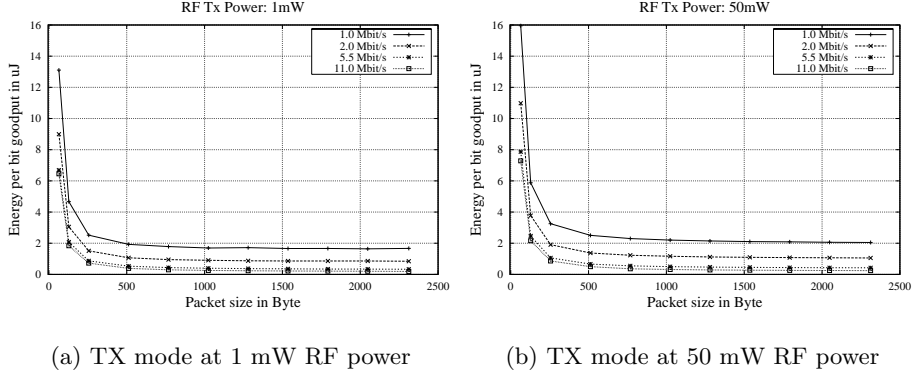 RF Tx Power: 1mW
16
14
12
10
8
6
4
2
0
Energy per bit goodput in uJ
1.0 Mbit/s
2.0 Mbit/s
5.5 Mbit/s
11.0 Mbit/s
0 500 1000 1500 2000 2500
Packet size in Byte
(a) TX mode at 1 mW RF power
RF Tx Power: 50mW
16
14
12
10
8
6
4
2
0
Energy per bit goodput in uJ
1.0 Mbit/s
2.0 Mbit/s
5.5 Mbit/s
11.0 Mbit/s
0 500 1000 1500 2000 2500
Packet size in Byte
(b) TX mode at 50 mW RF power